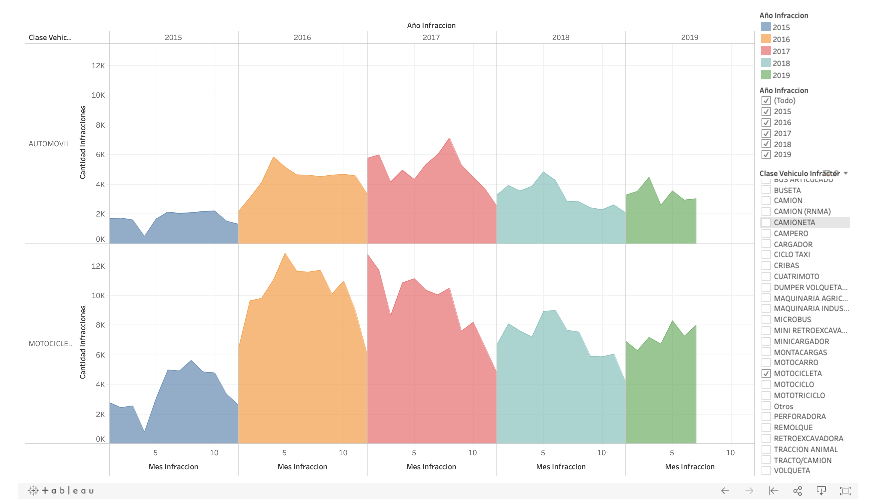 Año Infraccion
Clase Vehic..
2015
2016
2017
2018
2019
AUTOMOVI..
Cantidad Infracciones
12K
10K
8K
6K
4K
2K
0K
MOTOCICLE..
Cantidad Infracciones
12K
10K
8K
6K
4K
2K
0K
5
10
5
10
5
10
5
10
5
10
Mes Infraccion
Mes Infraccion
Mes Infraccion
Mes Infraccion
Mes Infraccion
Año Infraccion
2015
2016
2017
2018
2019
Año Infraccion
(Todo)
2015
2016
2017
2018
2019
Clase Vehiculo Infractor
BUS ARTICULADO
BUSETA
CAMION
CAMION (RNMA)
CAMIONETA
CAMPERO
CARGADOR
CICLO TAXI
CRIBAS
CUATRIMOTO
DUMPER VOLQUETA...
MAQUINARIA AGRIC...
MAQUINARIA INDUS...
MICROBUS
MINI RETROEXCAVA...
MINICARGADOR
MONTACARGAS
MOTOCARRO
MOTOCICLETA
MOTOCICLO
MOTOTRICICLO
Otros
PERFORADORA
REMOLQUE
RETROEXCAVADORA
TRACCION ANIMAL
TRACTO/CAMION
VOLQUETA
+ableau